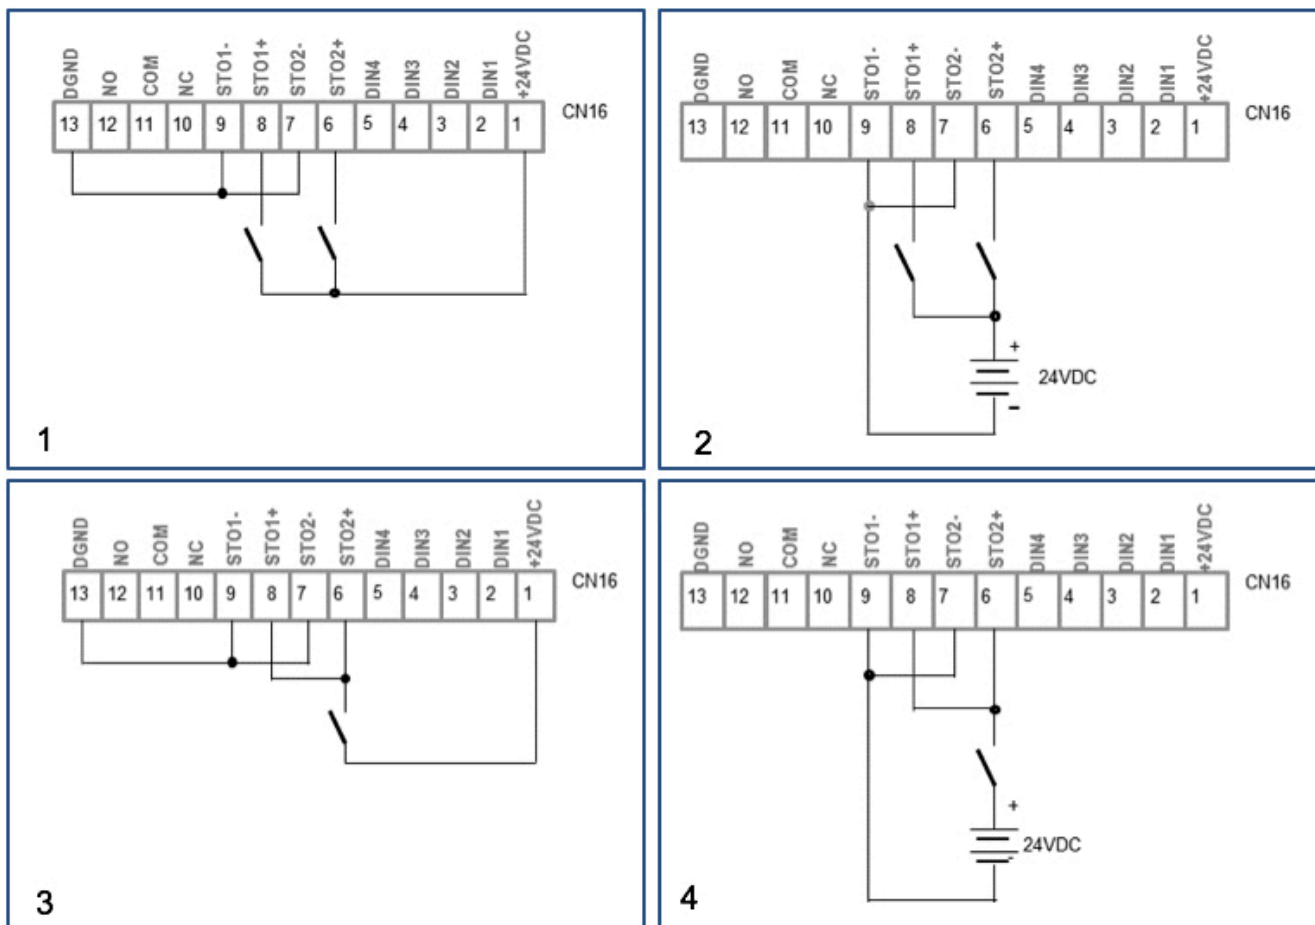 DGND NO COM NC STO1- STO1+ STO2- STO2+ DIN4 DIN3 DIN2 DIN1 +24VDC
13 12 11 10 9 8 7 6 5 4 3 2 1 CN16
1
DGND NO COM NC STO1- STO1+ STO2- STO2+ DIN4 DIN3 DIN2 DIN1 +24VDC
13 12 11 10 9 8 7 6 5 4 3 2 1 CN16
+
24VDC
-
2
DGND NO COM NC STO1- STO1+ STO2- STO2+ DIN4 DIN3 DIN2 DIN1 +24VDC
13 12 11 10 9 8 7 6 5 4 3 2 1 CN16
3
DGND NO COM NC STO1- STO1+ STO2- STO2+ DIN4 DIN3 DIN2 DIN1 +24VDC
13 12 11 10 9 8 7 6 5 4 3 2 1 CN16
+
24VDC
-
4